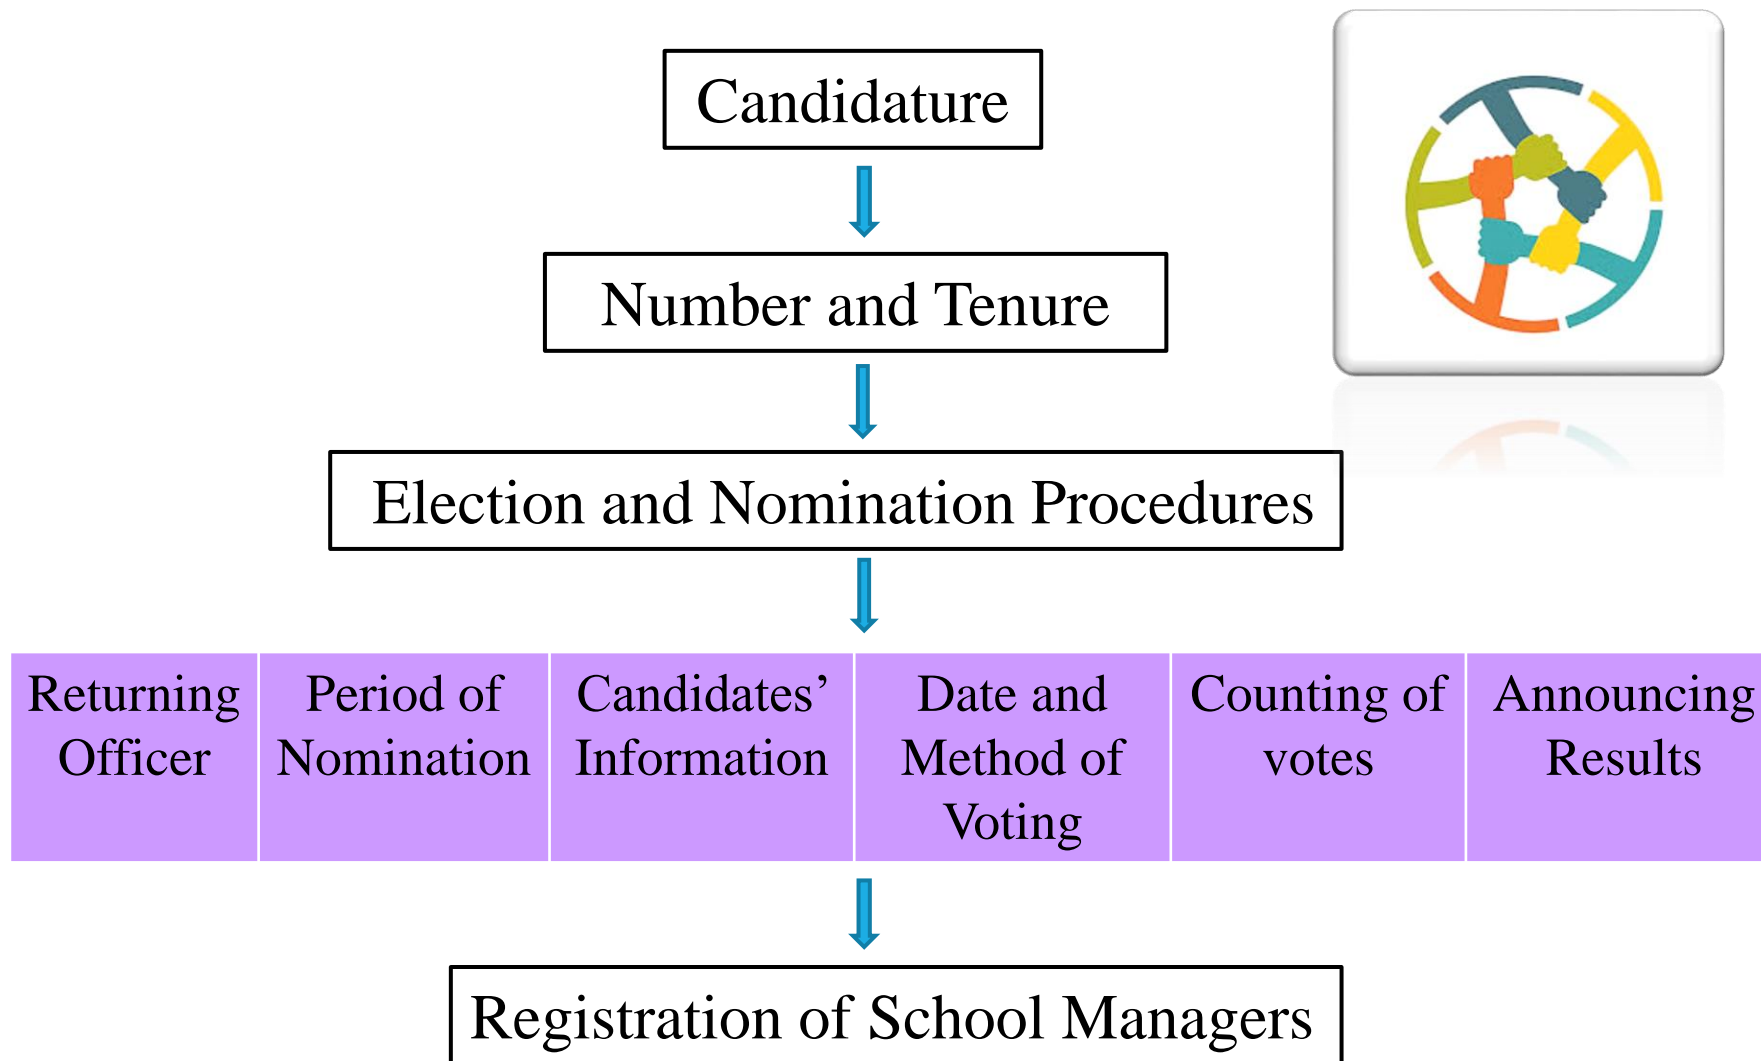 Candidature
Number and Tenure
Election and Nomination Procedures
Returning
Officer
Period of
Nomination
Candidates’
Information
Date and
Method of
Voting
Counting of
votes
Announcing
Results
Registration of School Managers